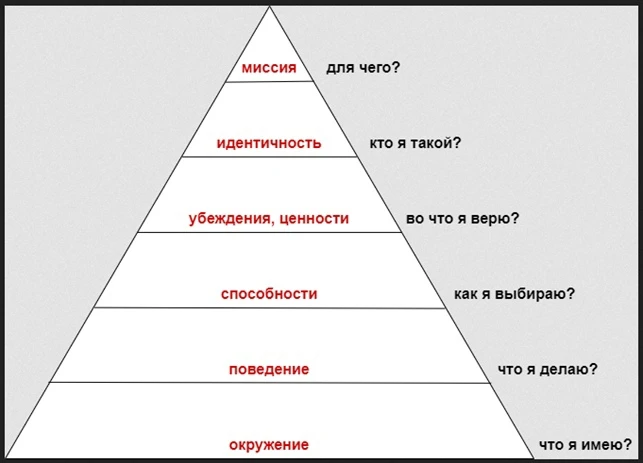 миссия для чего?
идентичность кто я такой?
убеждения, ценности во что я верю?
способности как я выбираю?
поведение что я делаю?
окружение что я имею?